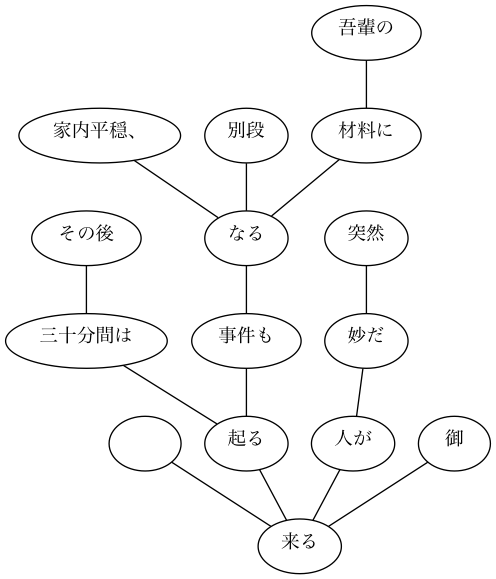 吾輩の
家内平穏、
別段
材料に
その後
なる
突然
三十分間は
事件も
妙だ
起る
人が
御
来る